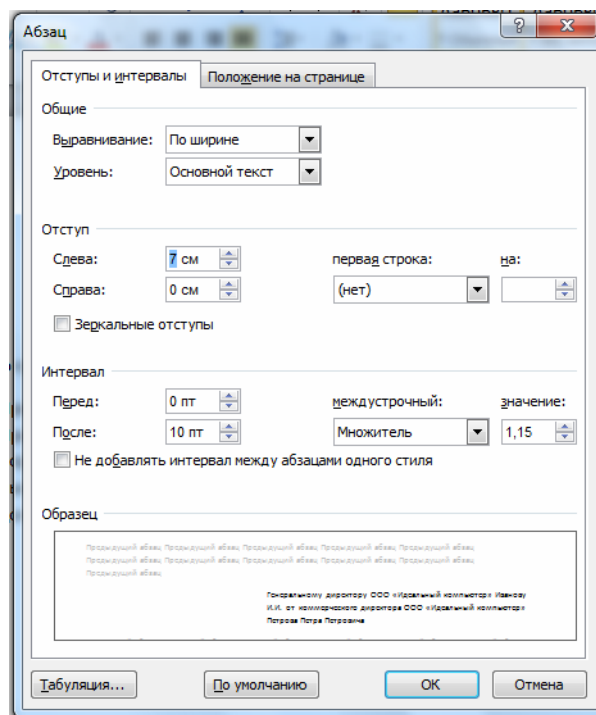 Абзац
Отступы и интервалы Положение на странице
Общие
Выравнивание: По ширине
Уровень: Основной текст
Отступ
Слева: 7 см первая строка: на:
Справа: 0 см (нет)
Зеркальные отступы
Интервал
Перед: 0 пт междустрочный: значение:
После: 10 пт Множитель 1,15
Не добавлять интервал между абзацами одного стиля
Образец
Предыдущий абзац Предыдущий абзац Предыдущий абзац Предыдущий абзац Предыдущий абзац
Предыдущий абзац Предыдущий абзац Предыдущий абзац Предыдущий абзац Предыдущий абзац
Предыдущий абзац
Генеральному директору ООО «Идеальный компьютер» Иванову
И.И. от коммерческого директора ООО «Идеальный компьютер»
Петрова Петра Петровича
Табуляция... По умолчанию ОК Отмена